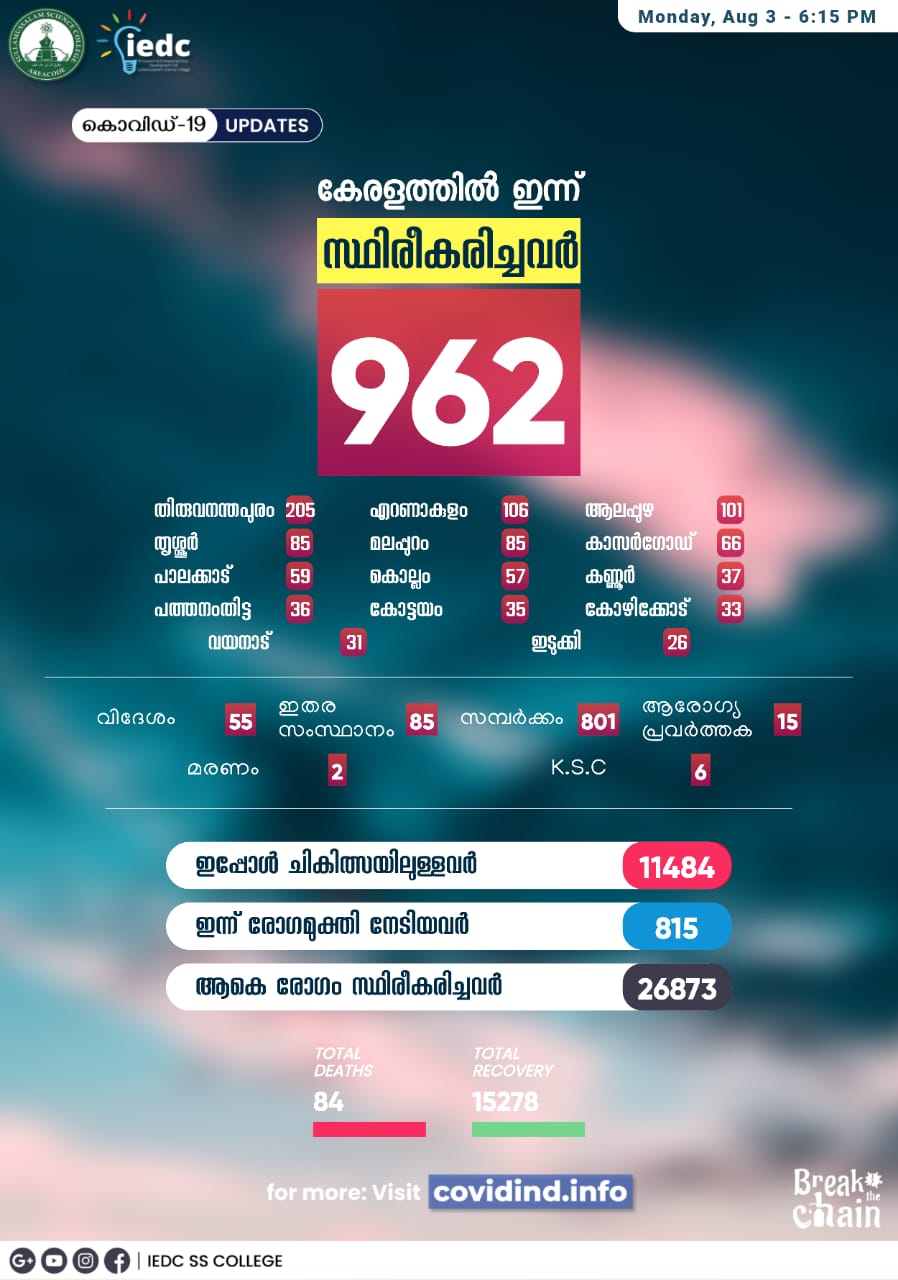 Monday, Aug 3 - 6:15 PM
SULLAMUSSALAM SCIENCE COLLEGE
AREACODE
iedc
കൊവിഡ്-19 UPDATES
കേരളത്തിൽ ഇന്ന്
സ്ഥിരീകരിച്ചവർ
962
തിരുവനന്തപുരം 205 എറണാകുളം 106 ആലപ്പുഴ 101
തൃശ്ശൂർ 85 മലപ്പുറം 85 കാസർഗോഡ് 66
പാലക്കാട് 59 കൊല്ലം 57 കണ്ണൂർ 37
പത്തനംതിട്ട 36 കോട്ടയം 35 കോഴിക്കോട് 33
വയനാട് 31 ഇടുക്കി 26
വിദേശം 55 ഇതര സംസ്ഥാനം 85 സമ്പർക്കം 801 ആരോഗ്യ പ്രവർത്തക 15
മരണം 2 K.S.C 6
ഇപ്പോൾ ചികിത്സയിലുള്ളവർ 11484
ഇന്ന് രോഗമുക്തി നേടിയവർ 815
ആകെ രോഗം സ്ഥിരീകരിച്ചവർ 26873
TOTAL DEATHS
84
TOTAL RECOVERY
15278
for more: Visit covidind.info
Break the chain
IEDC SS COLLEGE